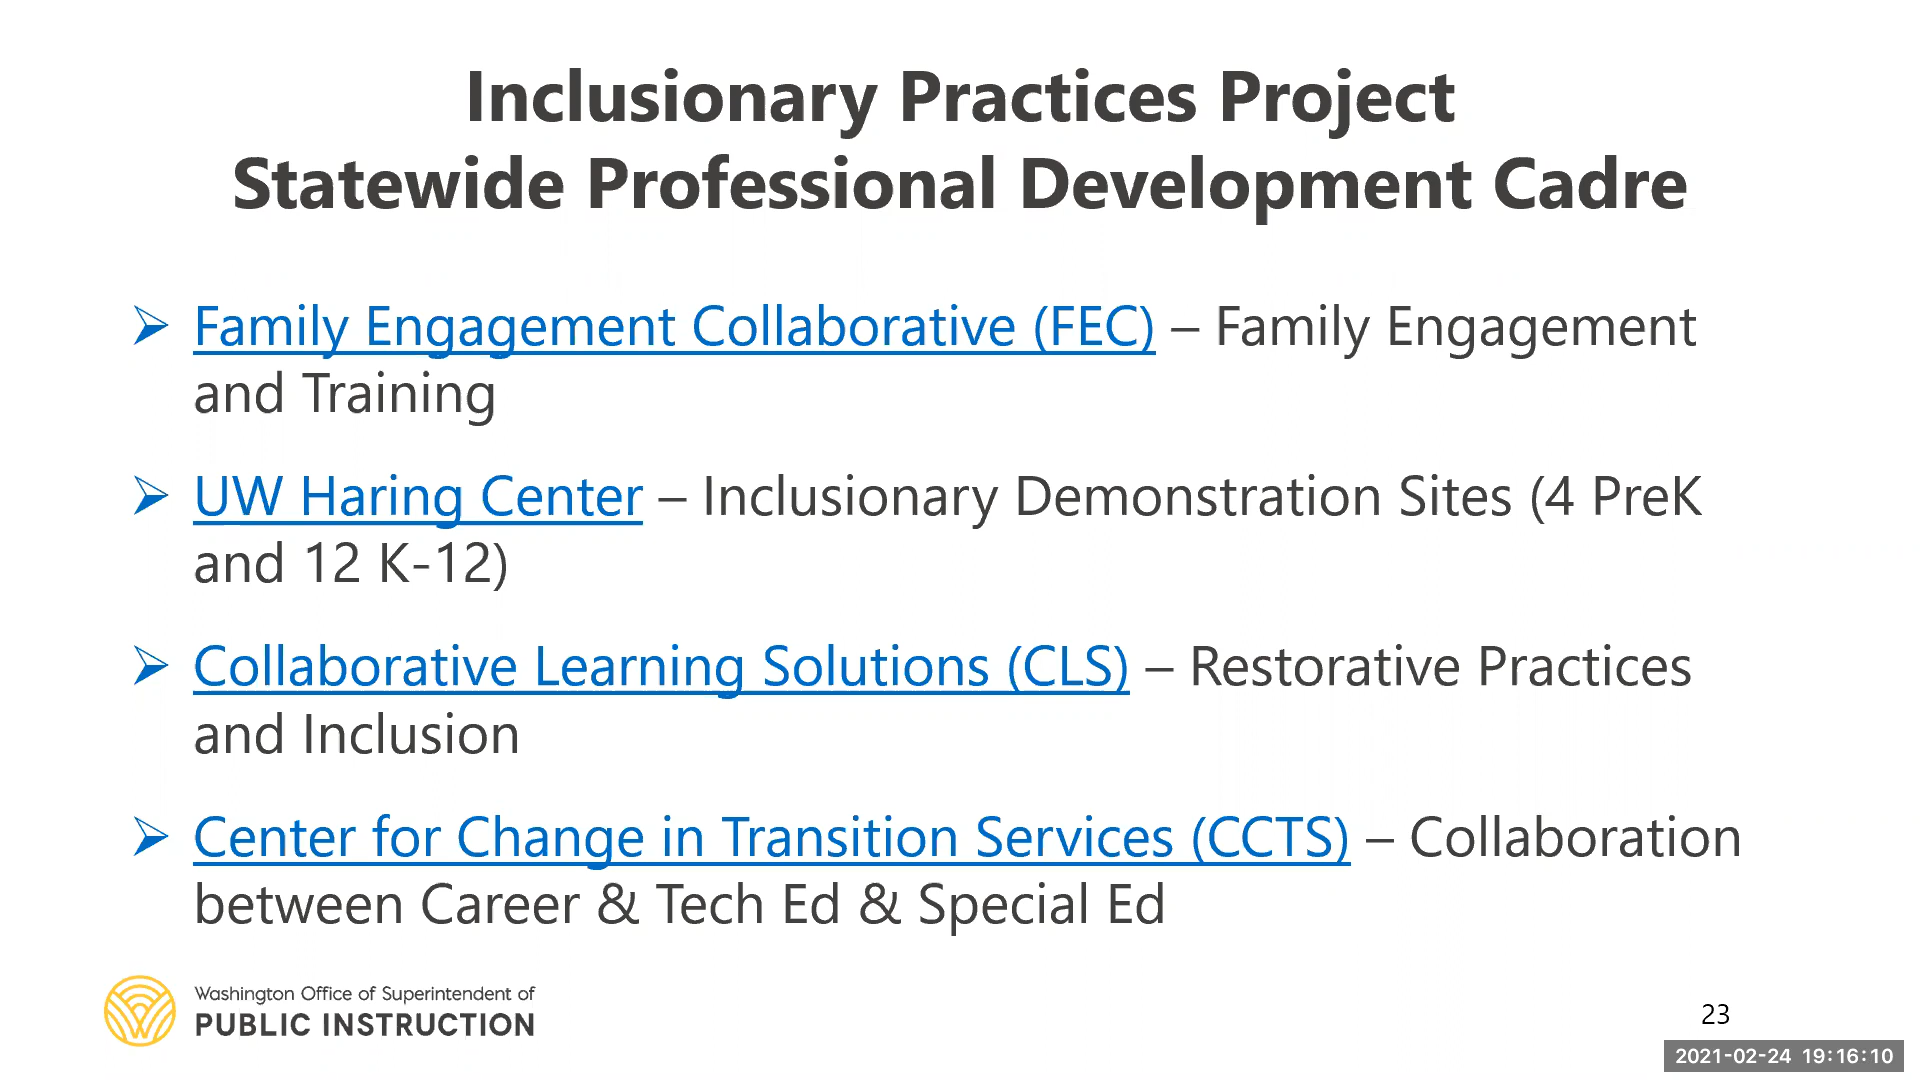 Inclusionary Practices Project
Statewide Professional Development Cadre
➢ Family Engagement Collaborative (FEC) – Family Engagement
and Training
➢ UW Haring Center – Inclusionary Demonstration Sites (4 PreK
and 12 K-12)
➢ Collaborative Learning Solutions (CLS) – Restorative Practices
and Inclusion
➢ Center for Change in Transition Services (CCTS) – Collaboration
between Career & Tech Ed & Special Ed
Washington Office of Superintendent of
PUBLIC INSTRUCTION
23
2021-02-24 19:16:10